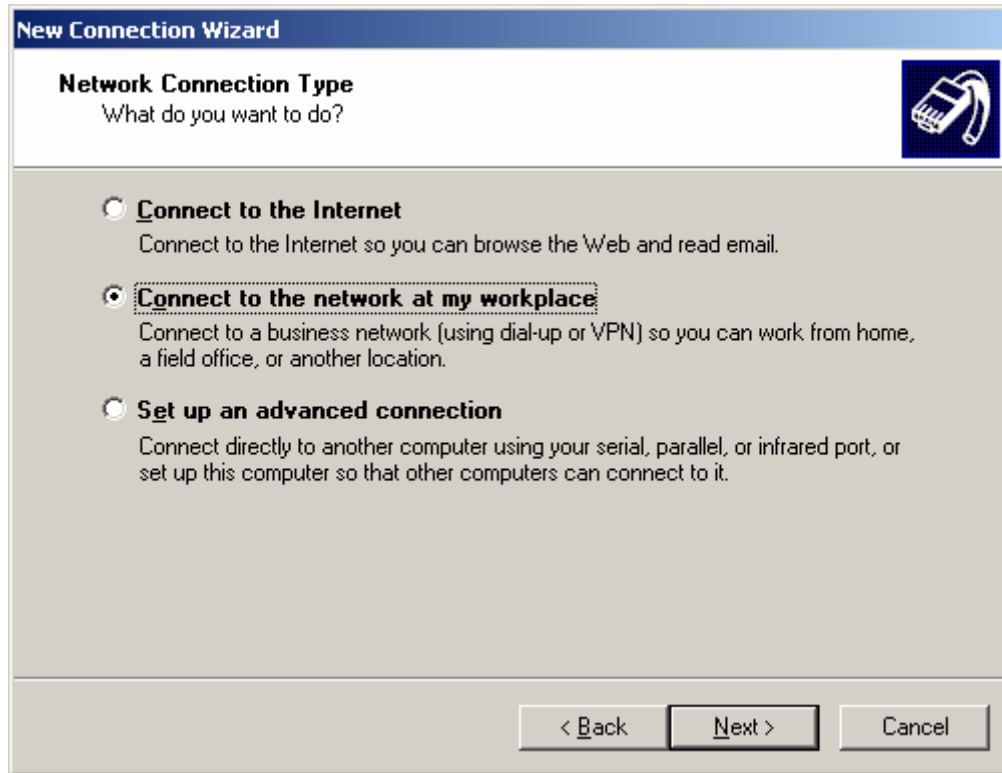 New Connection Wizard
Network Connection Type
What do you want to do?
Connect to the Internet
Connect to the Internet so you can browse the Web and read email.
Connect to the network at my workplace
Connect to a business network (using dial-up or VPN) so you can work from home,
a field office, or another location.
Set up an advanced connection
Connect directly to another computer using your serial, parallel, or infrared port, or
set up this computer so that other computers can connect to it.
< Back Next > Cancel